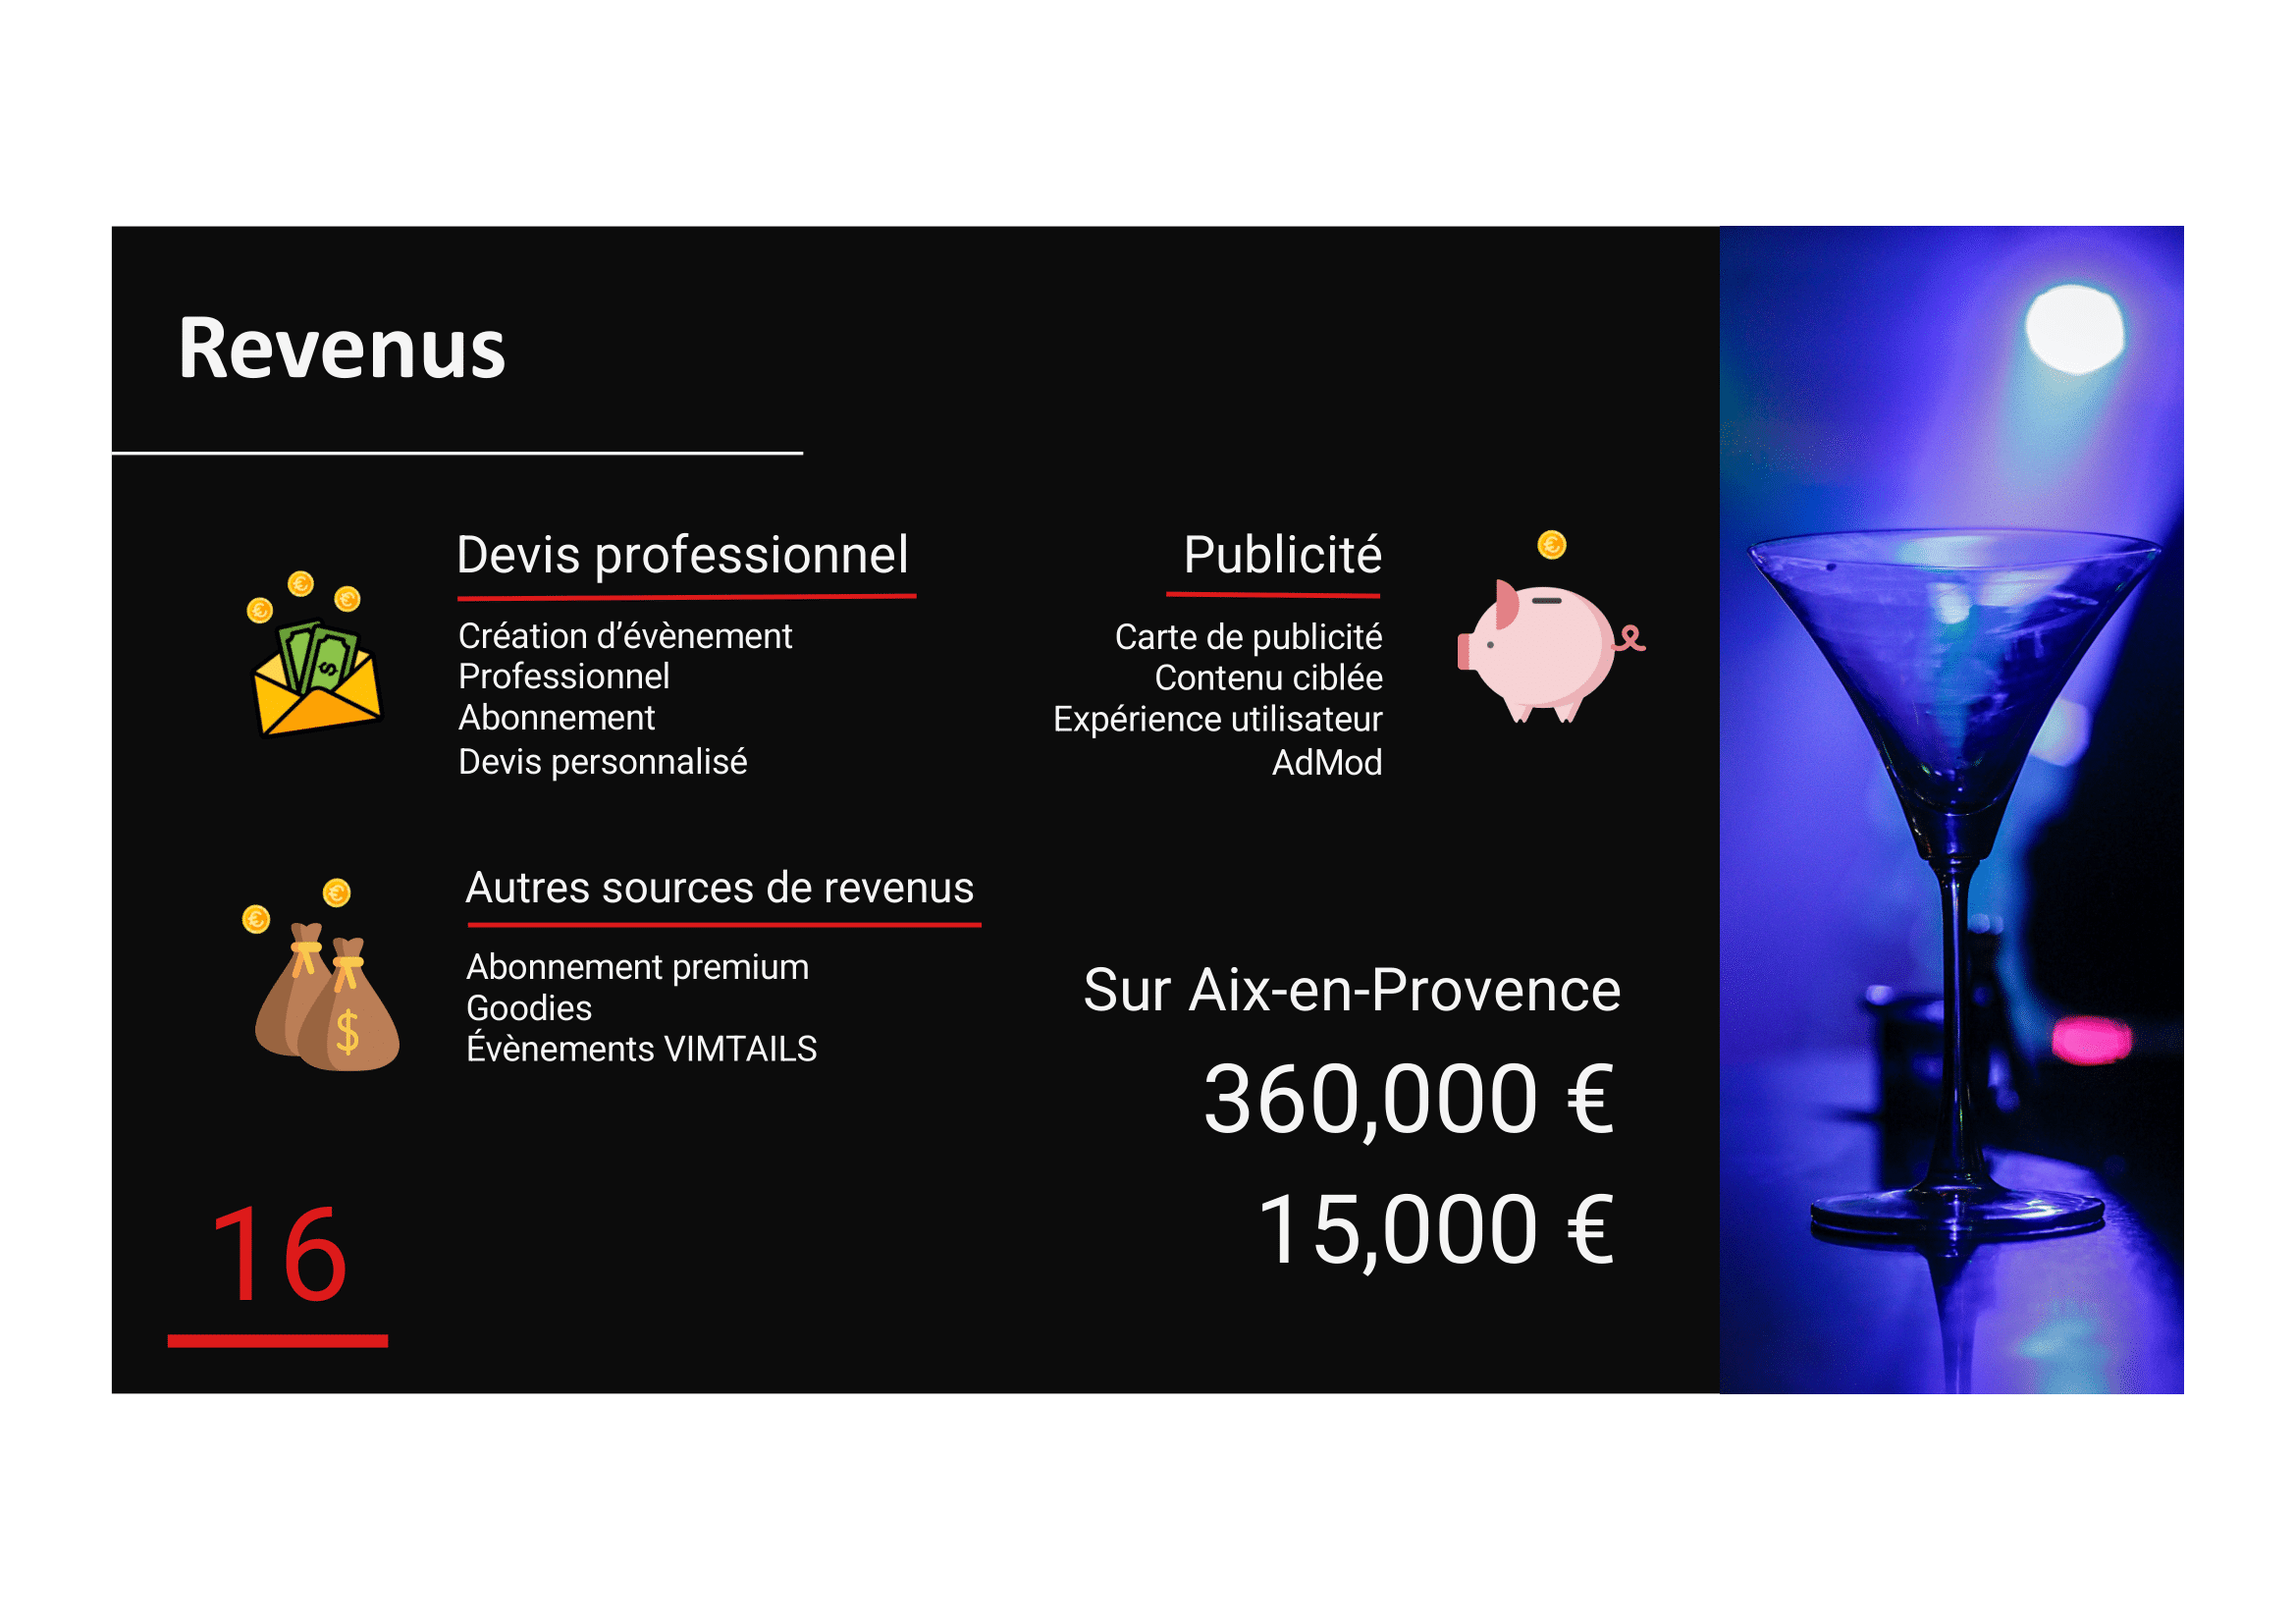 Revenus
Devis professionnel
Création d’évènement
Professionnel
Abonnement
Devis personnalisé
Publicité
Carte de publicité
Contenu ciblée
Expérience utilisateur
AdMod
Autres sources de revenus
Abonnement premium
Goodies
Évènements VIMTAILS
Sur Aix-en-Provence
360,000 €
15,000 €
16